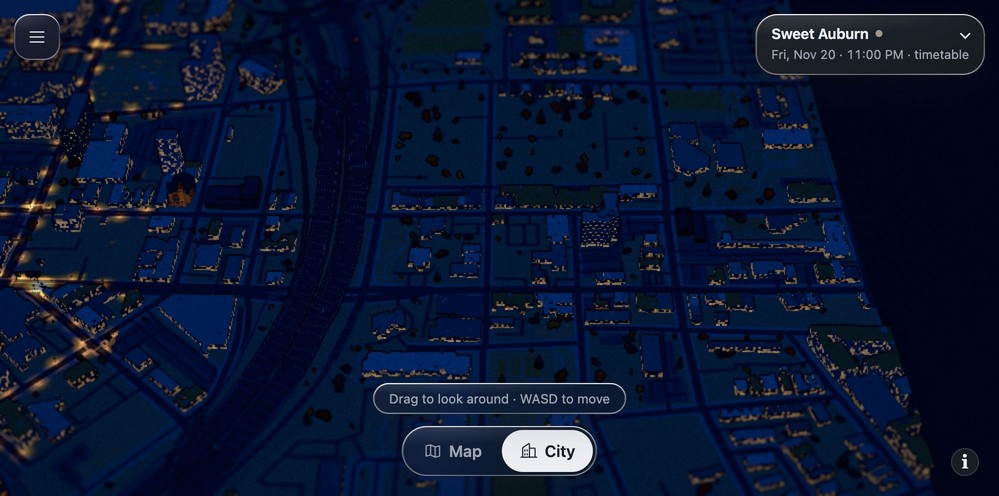 Sweet Auburn
Fri, Nov 20 · 11:00 PM · timetable
Drag to look around · WASD to move
Map
City
i